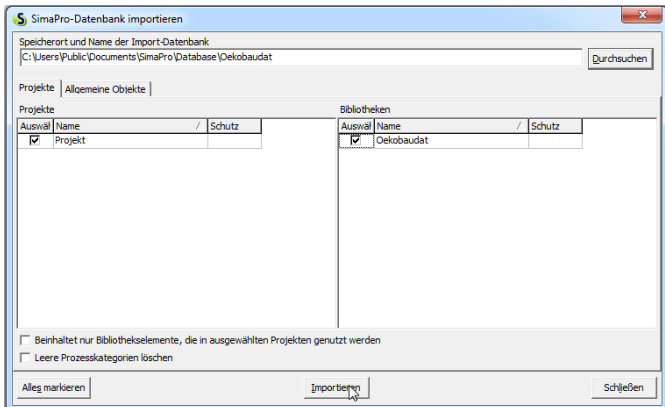 SimaPro-Datenbank importieren
Speicherort und Name der Import-Datenbank
C:\Users\Public\Documents\SimaPro\Database\Oekobaudat
Durchsuchen
Projekte Allgemeine Objekte
Projekte
Auswäl Name / Schutz
Projekt
Bibliotheken
Auswäl Name / Schutz
Oekobaudat
Beinhaltet nur Bibliothekselemente, die in ausgewählten Projekten genutzt werden
Leere Prozesskategorien löschen
Alles markieren Importieren Schließen